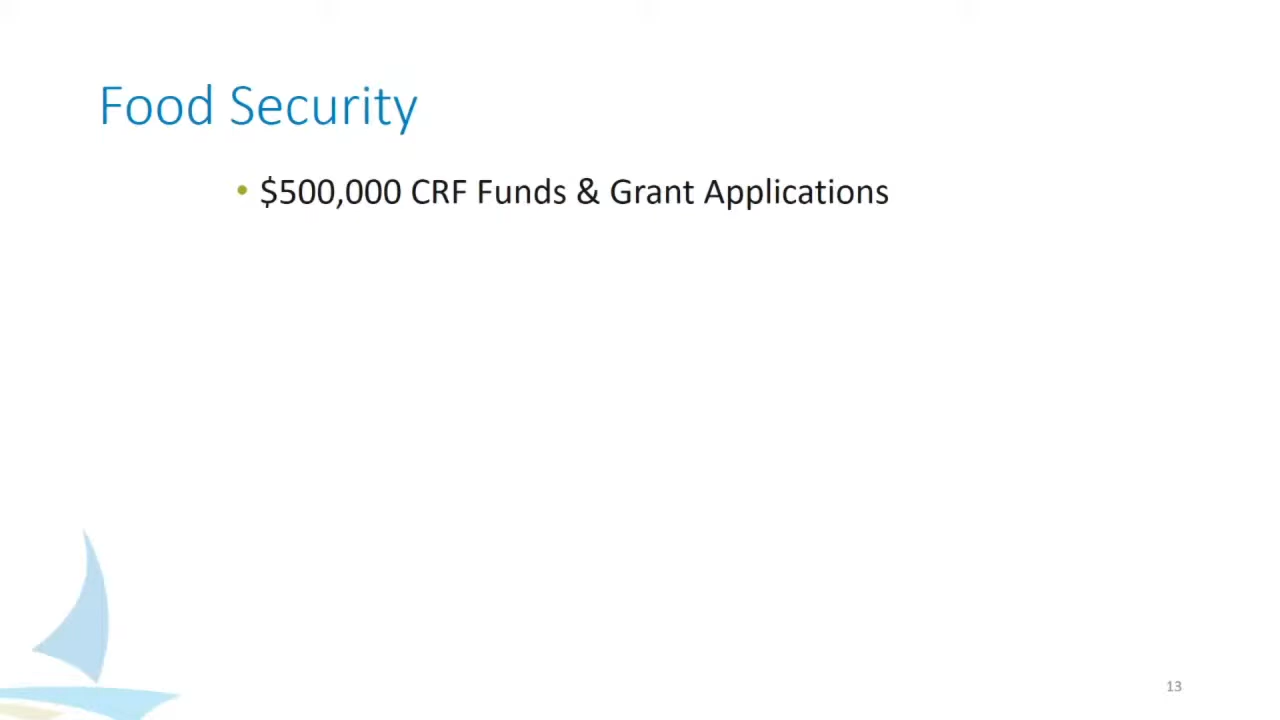 Food Security
• $500,000 CRF Funds & Grant Applications
13